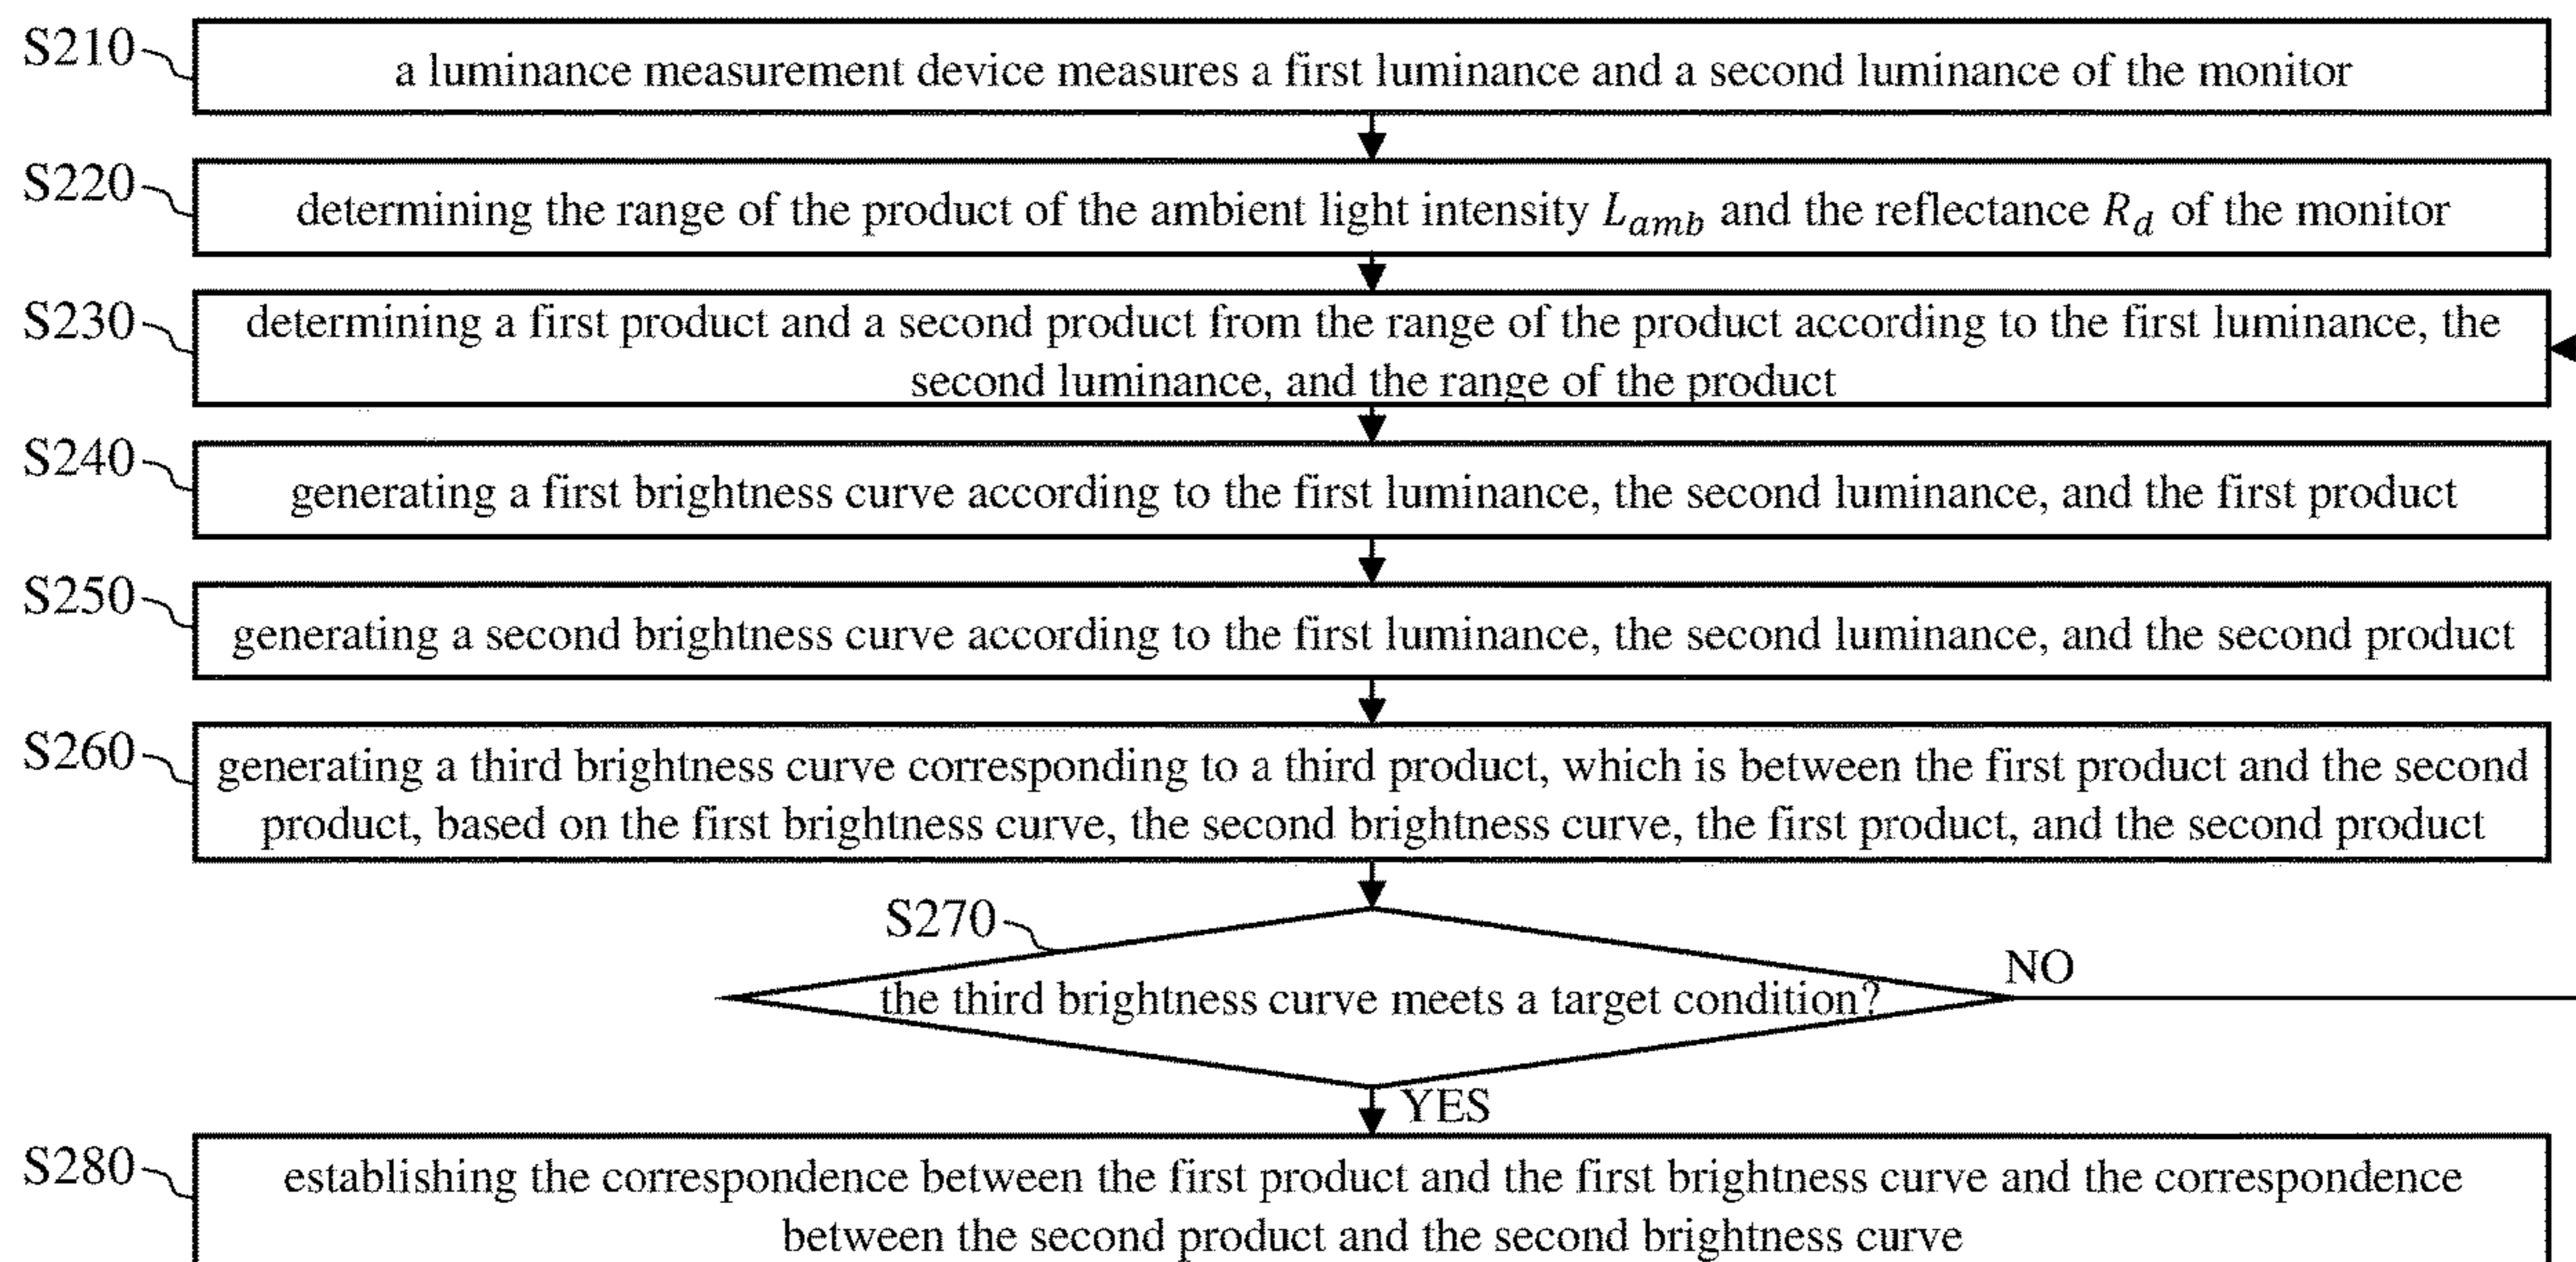 S210
a luminance measurement device measures a first luminance and a second luminance of the monitor
S220
determining the range of the product of the ambient light intensity L_amb and the reflectance R_d of the monitor
S230
determining a first product and a second product from the range of the product according to the first luminance, the
second luminance, and the range of the product
S240
generating a first brightness curve according to the first luminance, the second luminance, and the first product
S250
generating a second brightness curve according to the first luminance, the second luminance, and the second product
S260
generating a third brightness curve corresponding to a third product, which is between the first product and the second
product, based on the first brightness curve, the second brightness curve, the first product, and the second product
S270
the third brightness curve meets a target condition?
NO
YES
S280
establishing the correspondence between the first product and the first brightness curve and the correspondence
between the second product and the second brightness curve